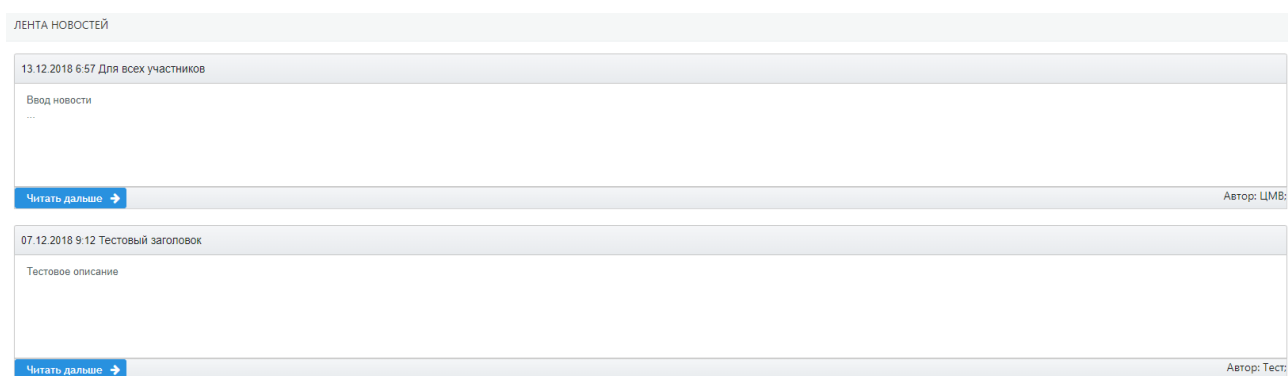 ЛЕНТА НОВОСТЕЙ
13.12.2018 6:57 Для всех участников
Ввод новости
...
Читать дальше
Автор: ЦМВ:
07.12.2018 9:12 Тестовый заголовок
Тестовое описание
Читать дальше
Автор: Тест: